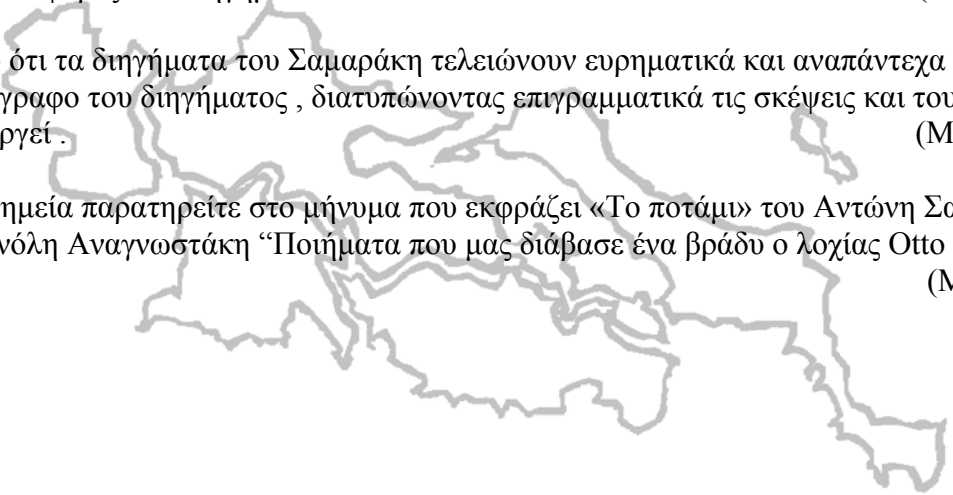 ότι τα διηγήματα του Σαμαράκη τελειώνουν ευρηματικά και αναπάντεχα
γραφο του διηγήματος , διατυπώνοντας επιγραμματικά τις σκέψεις και του
ργεί . (Μ
ημεία παρατηρείτε στο μήνυμα που εκφράζει «Το ποτάμι» του Αντώνη Σα
νόλη Αναγνωστάκη “Ποιήματα που μας διάβασε ένα βράδυ ο λοχίας Otto
(Μ